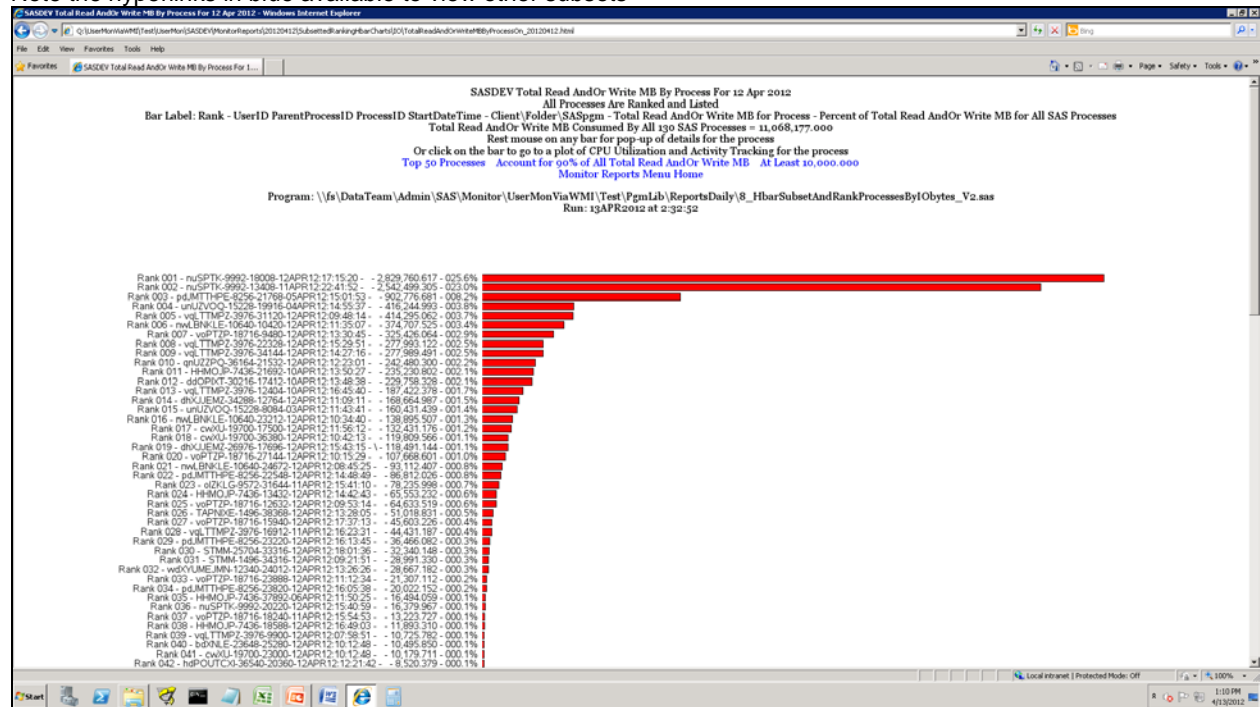 Note the hyperlinks in blue available to view other subsets
SASDEV Total Read AndOr Write MB By Process For 12 Apr 2012 - Windows Internet Explorer
Q:\UserMonViaWMI\Test\UserMon\SASDEV\MonitorReports\20120412\SubsettedRankingHbarCharts\IO\TotalReadAndOrWriteMBByProcessOn_20120412.html
Bing
File Edit View Favorites Tools Help
Favorites SASDEV Total Read AndOr Write MB By Process For 1...
Page Safety Tools
SASDEV Total Read AndOr Write MB By Process For 12 Apr 2012
All Processes Are Ranked and Listed
Bar Label: Rank - UserID ParentProcessID ProcessID StartDateTime - Client\Folder\SASpgm - Total Read AndOr Write MB for Process - Percent of Total Read AndOr Write MB for All SAS Processes
Total Read AndOr Write MB Consumed By All 130 SAS Processes = 11,068,177.000
Rest mouse on any bar for pop-up of details for the process
Or click on the bar to go to a plot of CPU Utilization and Activity Tracking for the process
Top 50 Processes Account for 90% of All Total Read AndOr Write MB At Least 10,000.000
Monitor Reports Menu Home
Program: \\fs\DataTeam\Admin\SAS\Monitor\UserMonViaWMI\Test\PgmLib\ReportsDaily\8_HbarSubsetAndRankProcessesByIObytes_V2.sas
Run: 13APR2012 at 2:32:52
Rank 001 - nuSPTK-9992-18008-12APR12:17:15:20 - - 2,829,760.617 - 025.6%
Rank 002 - nuSPTK-9992-13408-11APR12:22:41:52 - - 2,542,499.305 - 023.0%
Rank 003 - pdJMTTHPE-8256-21768-05APR12:15:01:53 - - 902,776.681 - 008.2%
Rank 004 - unUZVOQ-15228-19916-04APR12:14:55:37 - - 416,244.993 - 003.8%
Rank 005 - vqLTTMPZ-3976-31120-12APR12:09:48:14 - - 414,295.062 - 003.7%
Rank 006 - nwLBNKLE-10640-10420-12APR12:11:35:07 - - 374,707.525 - 003.4%
Rank 007 - voPTZP-18716-9480-12APR12:13:30:45 - - 325,426.064 - 002.9%
Rank 008 - vqLTTMPZ-3976-22328-12APR12:15:29:51 - - 277,993.122 - 002.5%
Rank 009 - vqLTTMPZ-3976-34144-12APR12:14:27:16 - - 277,989.491 - 002.5%
Rank 010 - qnUZZPQ-36164-21532-12APR12:12:23:01 - - 242,480.300 - 002.2%
Rank 011 - HHMOJP-7436-21692-10APR12:13:50:27 - - 235,230.802 - 002.1%
Rank 012 - ddOPIXT-30216-17412-10APR12:13:48:38 - - 229,758.328 - 002.1%
Rank 013 - vqLTTMPZ-3976-12404-10APR12:16:45:40 - - 187,422.378 - 001.7%
Rank 014 - dhXJJEMZ-34288-12764-12APR12:11:09:11 - - 168,664.987 - 001.5%
Rank 015 - unUZVOQ-15228-8084-03APR12:11:43:41 - - 160,431.439 - 001.4%
Rank 016 - nwLBNKLE-10640-23212-12APR12:10:34:40 - - 138,895.507 - 001.3%
Rank 017 - cwXU-19700-17500-12APR12:11:56:12 - - 132,431.176 - 001.2%
Rank 018 - cwXU-19700-36380-12APR12:10:42:13 - - 119,809.566 - 001.1%
Rank 019 - dhXJJEMZ-26976-17696-12APR12:15:43:15 - \ - 118,491.144 - 001.1%
Rank 020 - voPTZP-18716-27144-12APR12:10:15:29 - - 107,668.601 - 001.0%
Rank 021 - nwLBNKLE-10640-24672-12APR12:08:45:25 - - 93,112.407 - 000.8%
Rank 022 - pdJMTTHPE-8256-22548-12APR12:14:48:49 - - 86,812.026 - 000.8%
Rank 023 - olZKLG-9572-31644-11APR12:15:41:10 - - 78,235.998 - 000.7%
Rank 024 - HHMOJP-7436-13432-12APR12:14:42:43 - - 65,553.232 - 000.6%
Rank 025 - voPTZP-18716-12632-12APR12:09:53:14 - - 64,633.519 - 000.6%
Rank 026 - TAPNIXE-1496-38368-12APR12:13:28:05 - - 51,018.831 - 000.5%
Rank 027 - voPTZP-18716-15940-12APR12:17:37:13 - - 45,603.226 - 000.4%
Rank 028 - vqLTTMPZ-3976-16912-11APR12:16:23:31 - - 44,431.187 - 000.4%
Rank 029 - pdJMTTHPE-8256-23220-12APR12:16:13:45 - - 36,466.082 - 000.3%
Rank 030 - STMM-25704-33316-12APR12:18:01:36 - - 32,340.148 - 000.3%
Rank 031 - STMM-1496-34316-12APR12:09:21:51 - - 28,991.330 - 000.3%
Rank 032 - wdXYUMEJMN-12340-24012-12APR12:13:26:26 - - 28,667.182 - 000.3%
Rank 033 - voPTZP-18716-23888-12APR12:11:12:34 - - 21,307.112 - 000.2%
Rank 034 - pdJMTTHPE-8256-23820-12APR12:16:05:38 - - 20,022.152 - 000.2%
Rank 035 - HHMOJP-7436-37892-06APR12:11:50:25 - - 16,494.059 - 000.1%
Rank 036 - nuSPTK-9992-20220-12APR12:15:40:59 - - 16,379.967 - 000.1%
Rank 037 - voPTZP-18716-18240-11APR12:15:54:53 - - 13,223.727 - 000.1%
Rank 038 - HHMOJP-7436-18588-12APR12:16:49:03 - - 11,893.310 - 000.1%
Rank 039 - vqLTTMPZ-3976-9900-12APR12:07:58:51 - - 10,725.782 - 000.1%
Rank 040 - bdXNLE-23648-25280-12APR12:10:12:48 - - 10,495.850 - 000.1%
Rank 041 - cwXU-19700-23000-12APR12:10:12:48 - - 10,179.711 - 000.1%
Rank 042 - hdPOUTCXI-36540-20360-12APR12:12:21:42 - - 8,520.379 - 000.1%
Local intranet | Protected Mode: Off
100%
Start
1:10 PM
4/13/2012